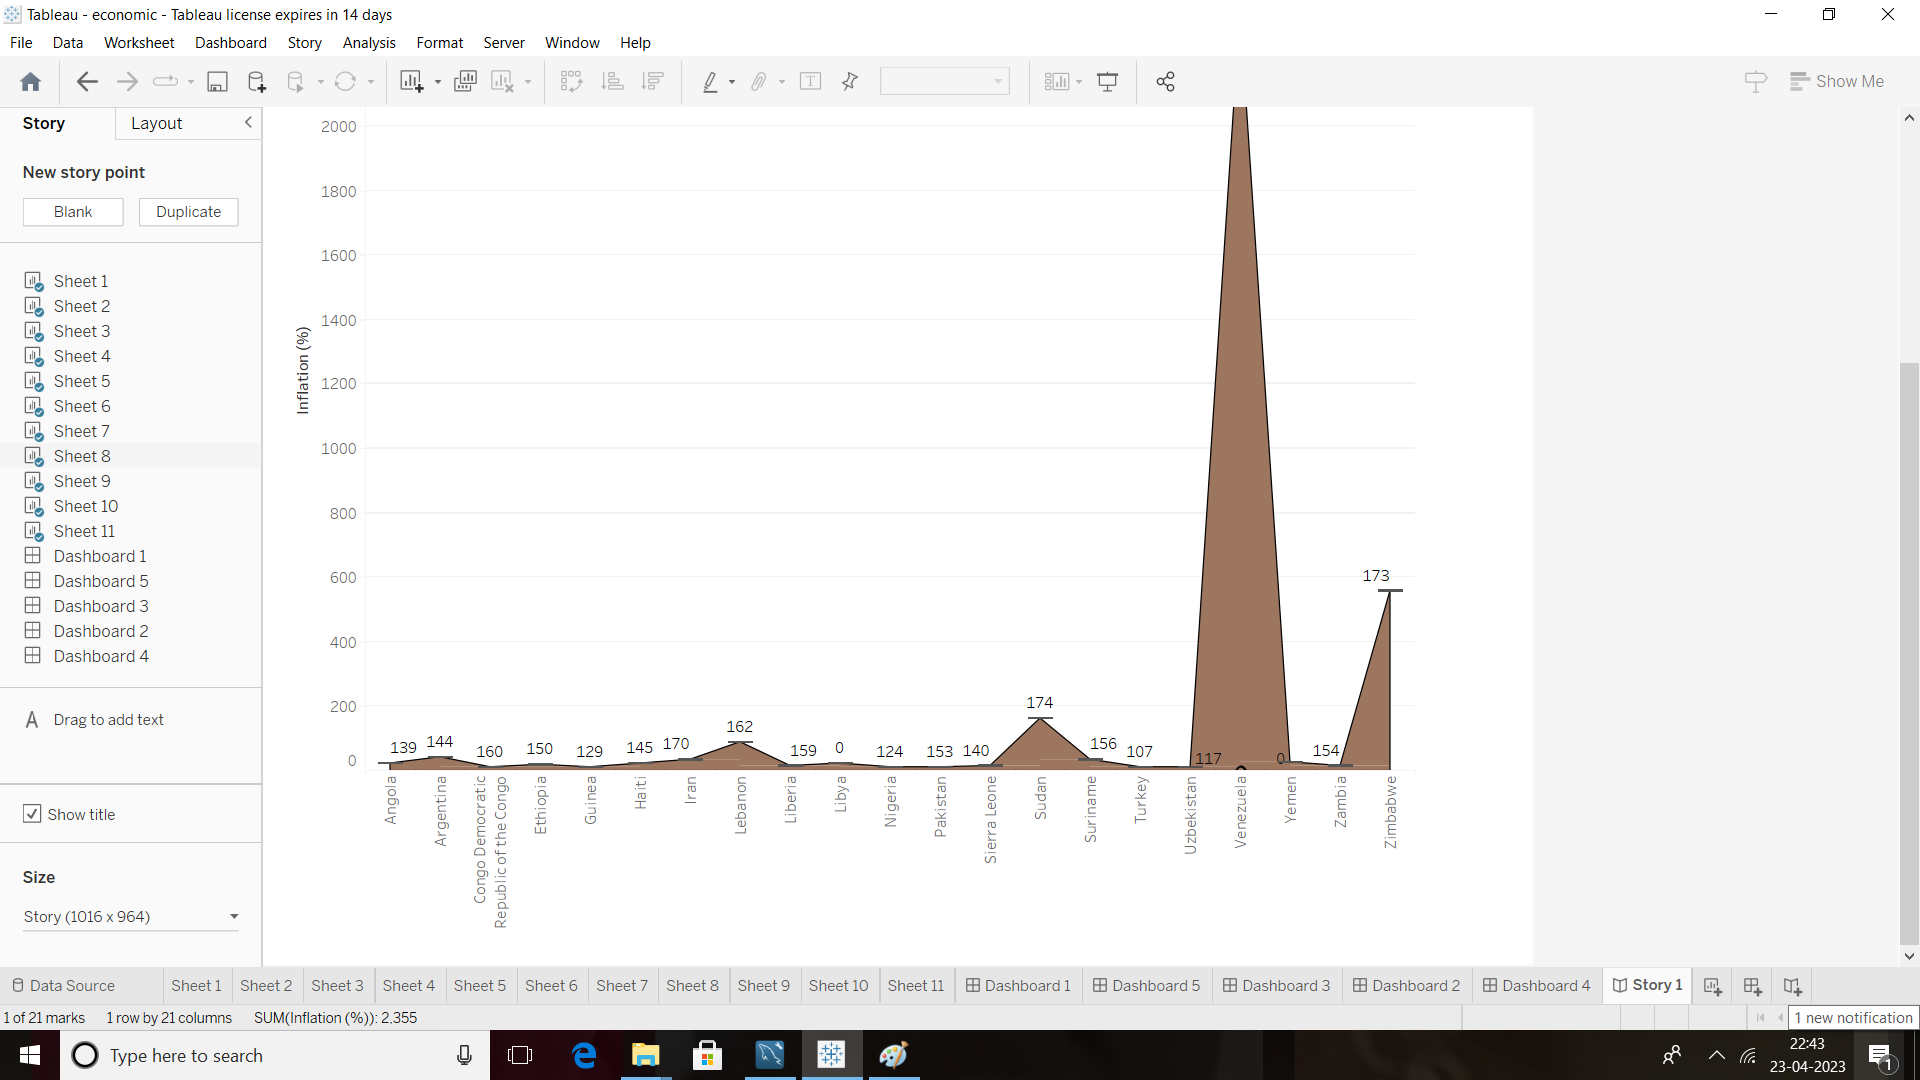 Tableau - economic - Tableau license expires in 14 days
File Data Worksheet Dashboard Story Analysis Format Server Window Help
Show Me
Story Layout
New story point
Blank Duplicate
Sheet 1
Sheet 2
Sheet 3
Sheet 4
Sheet 5
Sheet 6
Sheet 7
Sheet 8
Sheet 9
Sheet 10
Sheet 11
Dashboard 1
Dashboard 5
Dashboard 3
Dashboard 2
Dashboard 4
A Drag to add text
Show title
Size
Story (1016 x 964)
Inflation (%)
2000
1800
1600
1400
1200
1000
800
600
400
200
0
139 144 160 150 129 145 170 162 159 0 124 153 140 174 156 107 117 0 154 173
Angola
Argentina
Congo Democratic
Republic of the Congo
Ethiopia
Guinea
Haiti
Iran
Lebanon
Liberia
Libya
Nigeria
Pakistan
Sierra Leone
Sudan
Suriname
Turkey
Uzbekistan
Venezuela
Yemen
Zambia
Zimbabwe
Data Source Sheet 1 Sheet 2 Sheet 3 Sheet 4 Sheet 5 Sheet 6 Sheet 7 Sheet 8 Sheet 9 Sheet 10 Sheet 11 Dashboard 1 Dashboard 5 Dashboard 3 Dashboard 2 Dashboard 4 Story 1
1 of 21 marks 1 row by 21 columns SUM(Inflation (%)): 2,355
1 new notification
Type here to search
22:43
23-04-2023
1